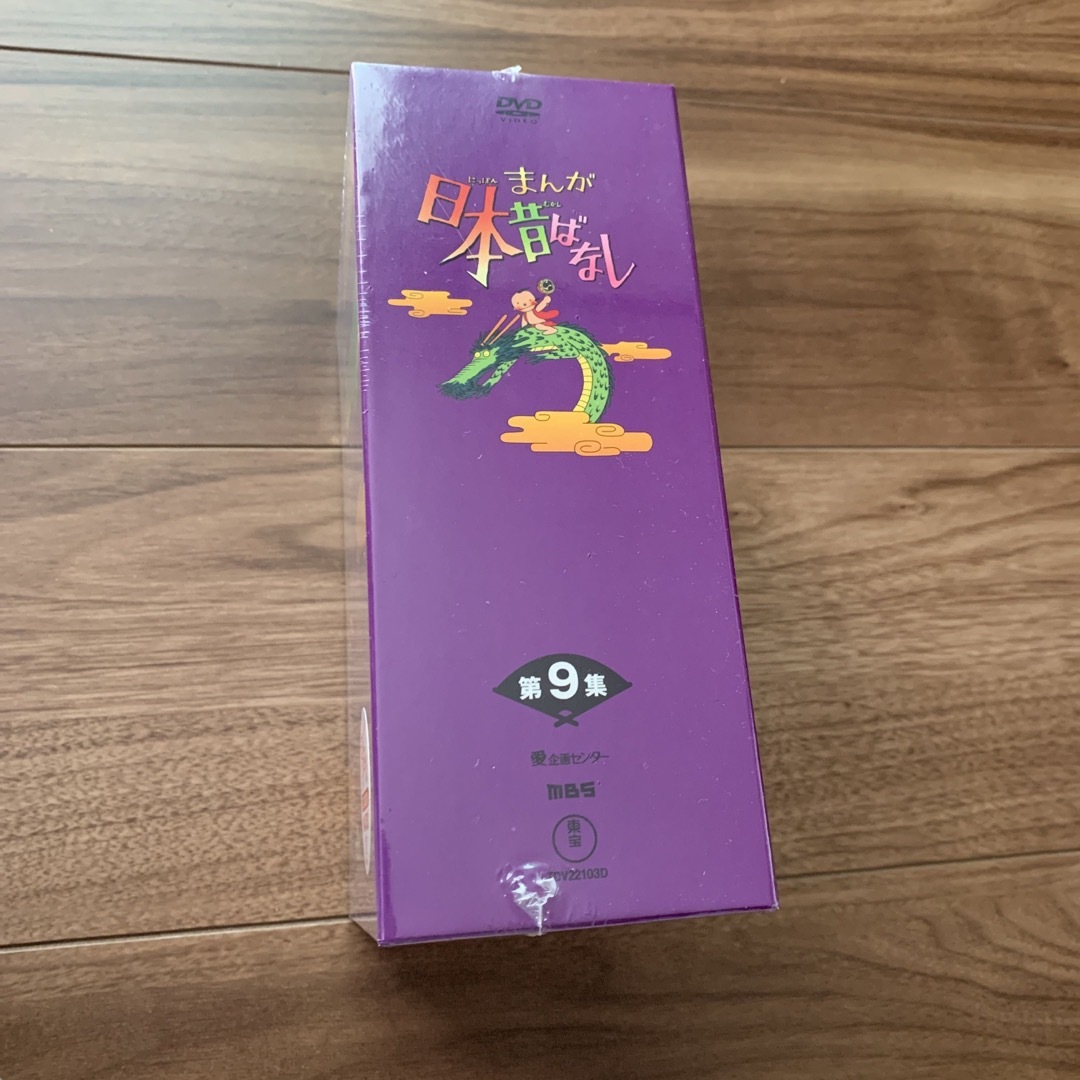 DVD
VIDEO
まんが
にっぽん
むかし
日本昔ばなし
第9集
愛企画センター
MBS
東宝
TDV22103D